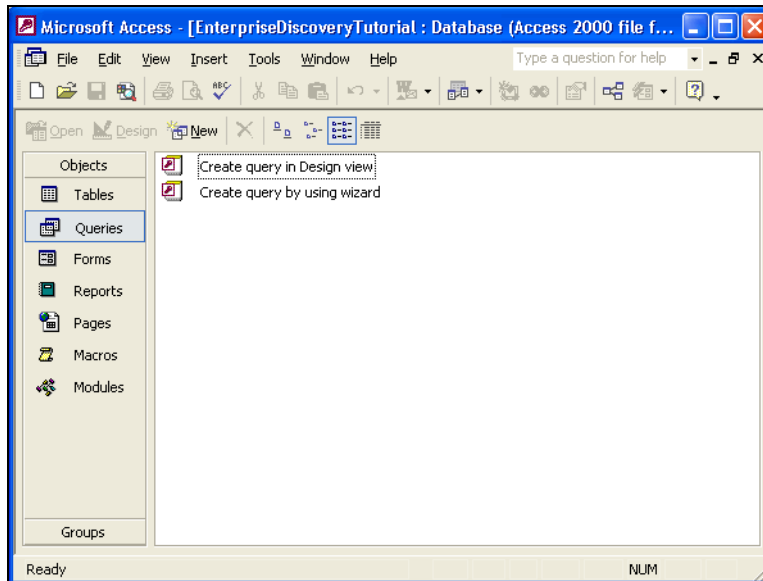 Microsoft Access - [EnterpriseDiscoveryTutorial : Database (Access 2000 file f...
File Edit View Insert Tools Window Help Type a question for help
ABC
Open Design New
Objects
Create query in Design view
Create query by using wizard
Tables
Queries
Forms
Reports
Pages
Macros
Modules
Groups
Ready NUM